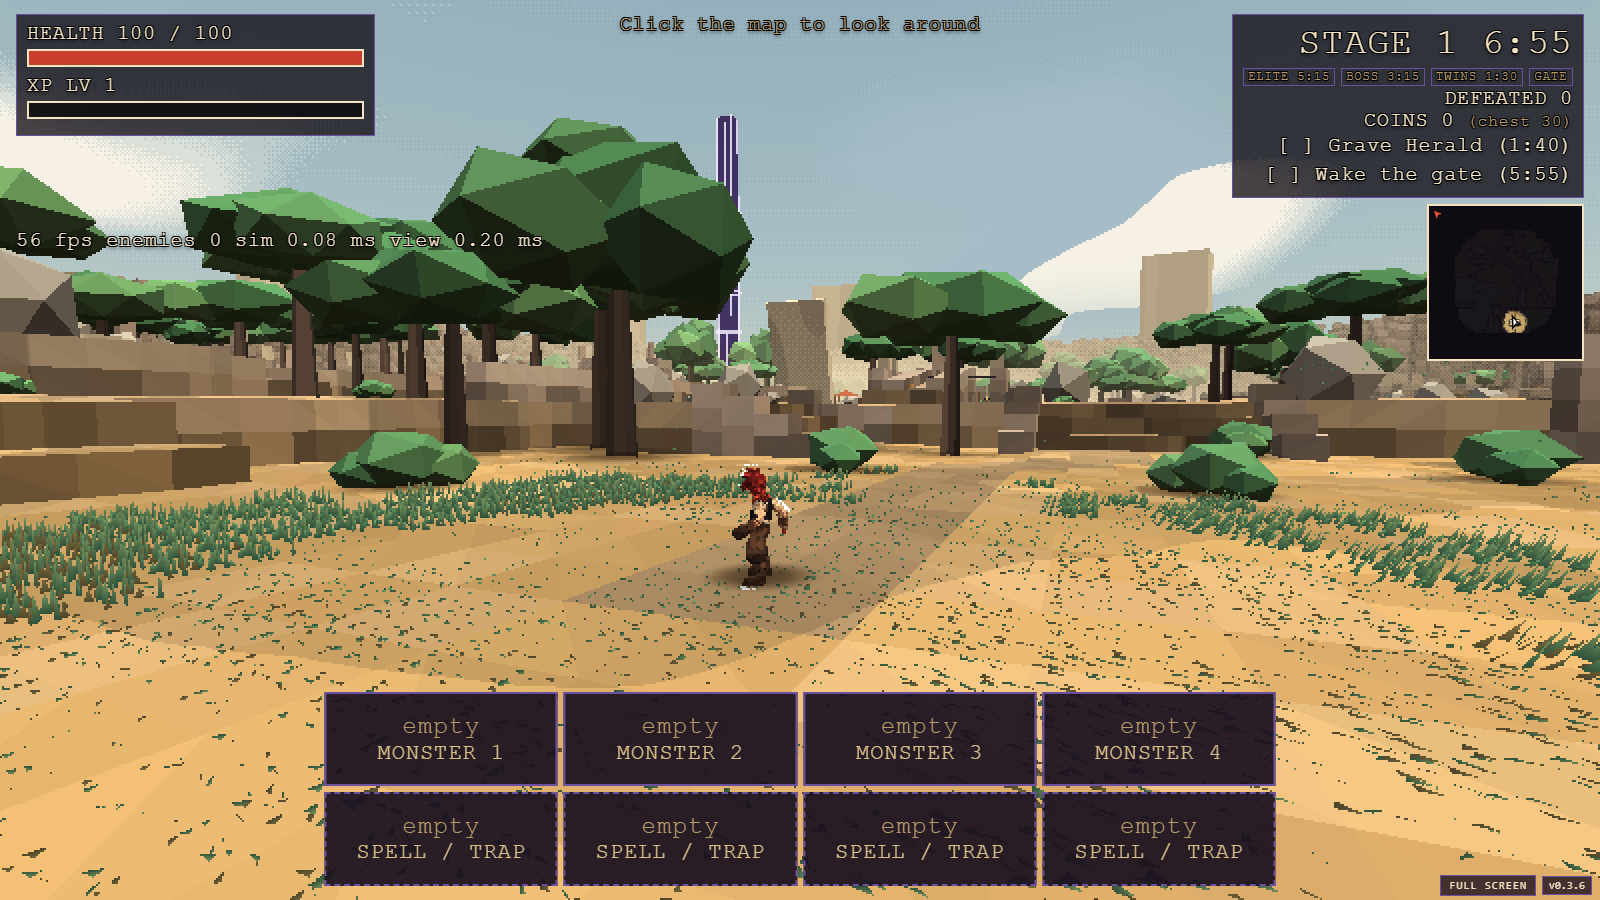 HEALTH 100 / 100
XP LV 1
Click the map to look around
STAGE 1 6:55
ELITE 5:15 BOSS 3:15 TWINS 1:30 GATE
DEFEATED 0
COINS 0 (chest 30)
[ ] Grave Herald (1:40)
[ ] Wake the gate (5:55)
56 fps enemies 0 sim 0.08 ms view 0.20 ms
empty
MONSTER 1
empty
MONSTER 2
empty
MONSTER 3
empty
MONSTER 4
empty
SPELL / TRAP
empty
SPELL / TRAP
empty
SPELL / TRAP
empty
SPELL / TRAP
FULL SCREEN
v0.3.6